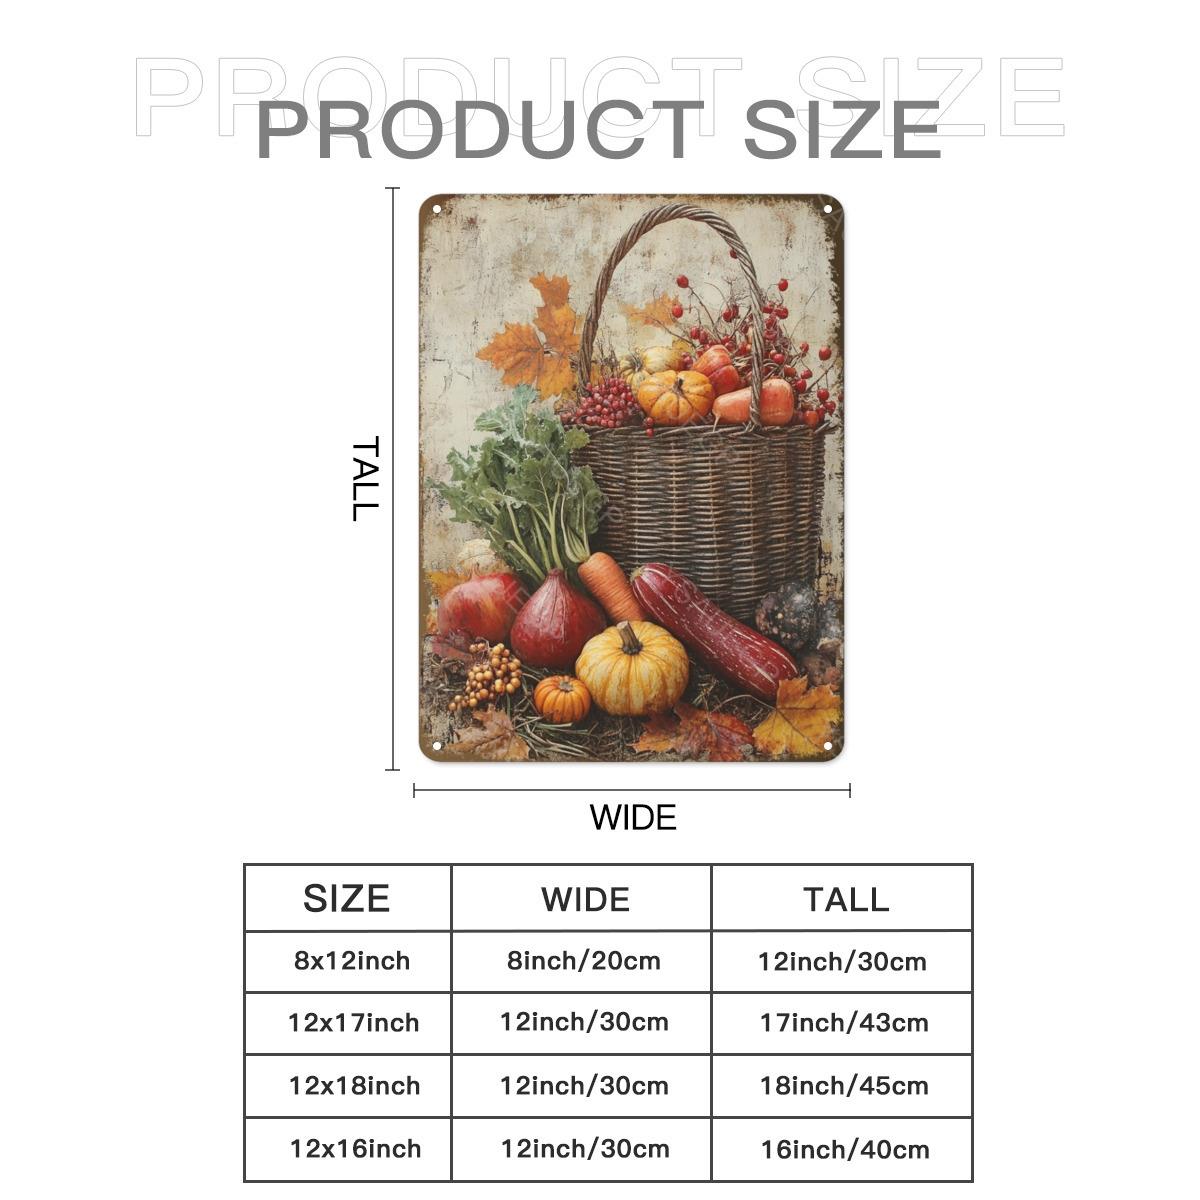 PRODUCT SIZE
PRODUCT SIZE
TALL
WIDE
SIZE WIDE TALL
8x12inch 8inch/20cm 12inch/30cm
12x17inch 12inch/30cm 17inch/43cm
12x18inch 12inch/30cm 18inch/45cm
12x16inch 12inch/30cm 16inch/40cm